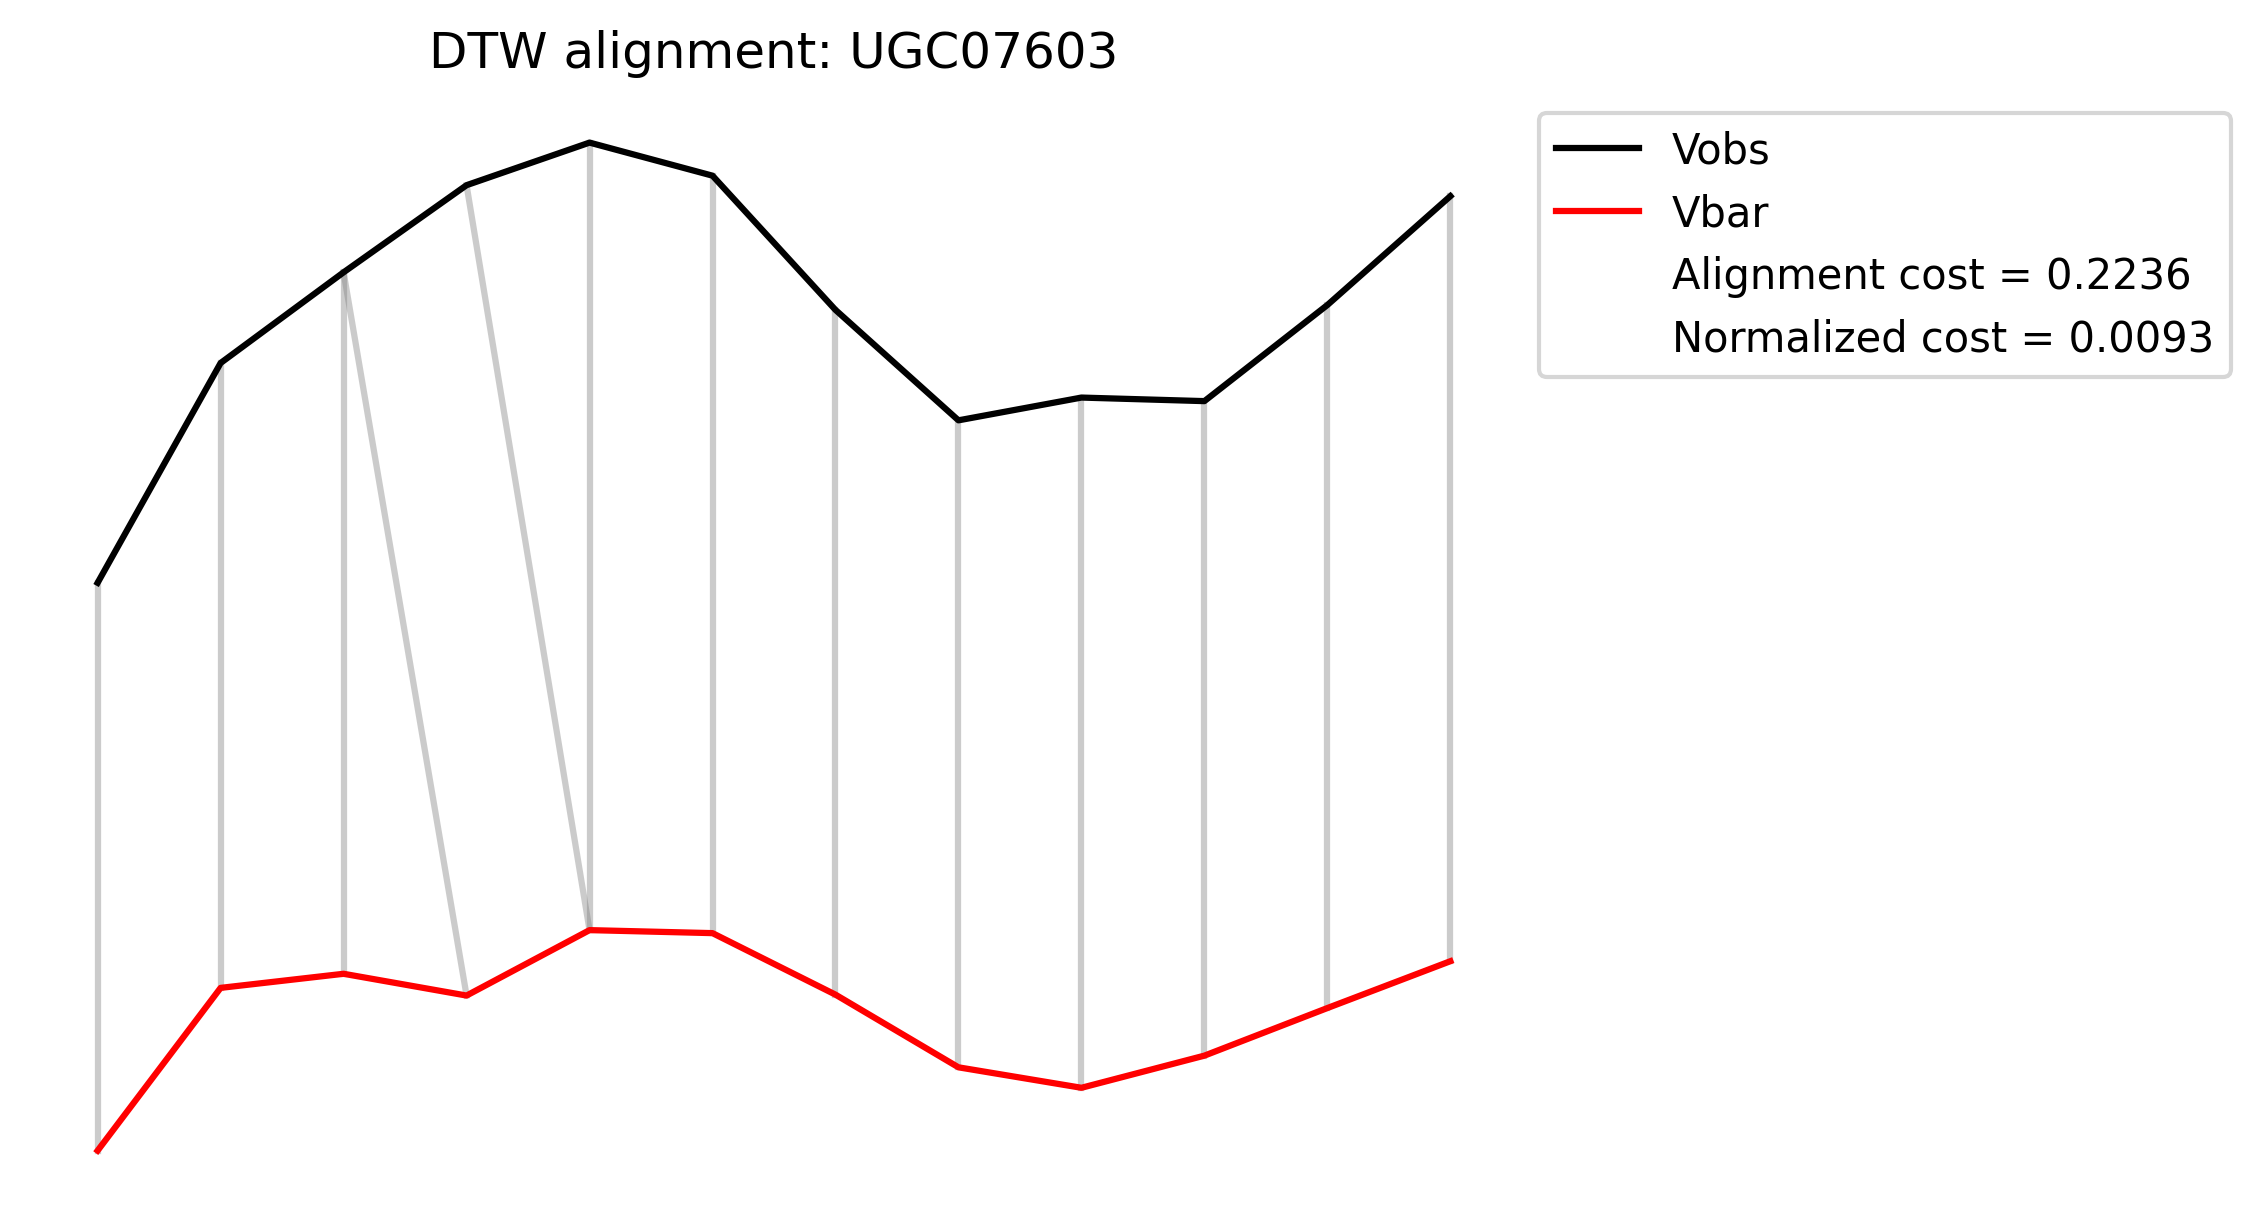 DTW alignment: UGC07603
Vobs
Vbar
Alignment cost = 0.2236
Normalized cost = 0.0093